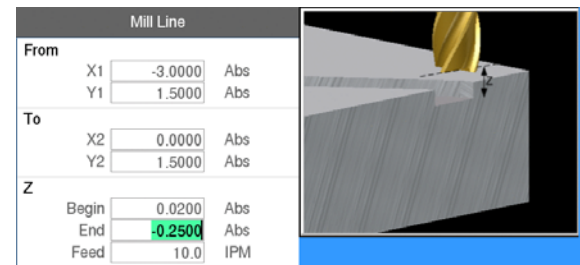 Mill Line
From
X1 -3.0000 Abs
Y1 1.5000 Abs
To
X2 0.0000 Abs
Y2 1.5000 Abs
Z
Begin 0.0200 Abs
End -0.2500 Abs
Feed 10.0 IPM
Z